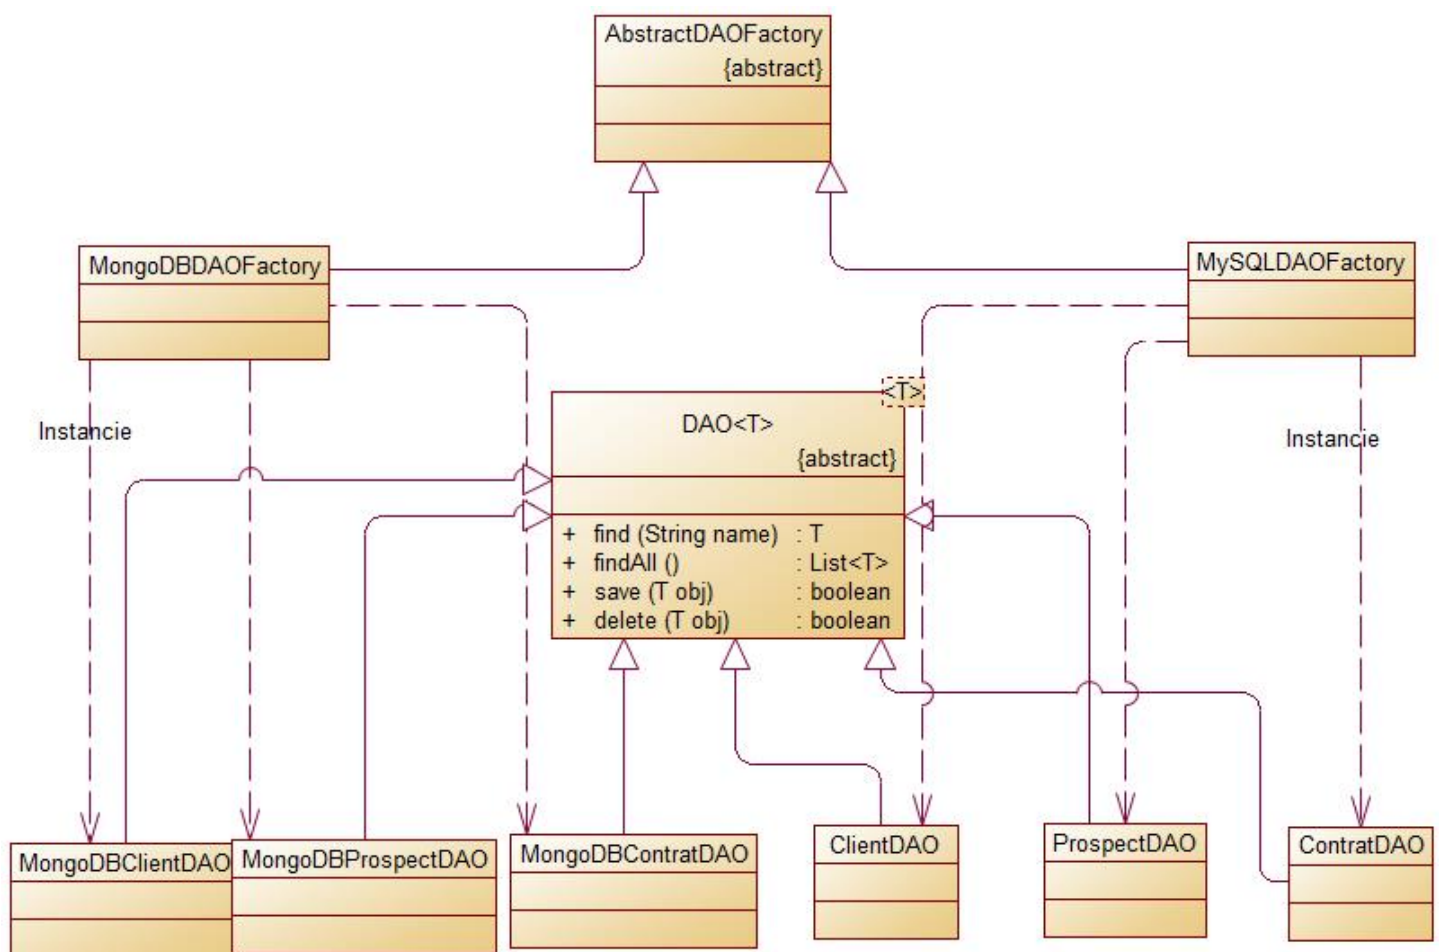 AbstractDAOFactory
{abstract}
MongoDBDAOFactory
MySQLDAOFactory
Instancie
Instancie
<T>
DAO<T>
{abstract}
+ find (String name) : T
+ findAll () : List<T>
+ save (T obj) : boolean
+ delete (T obj) : boolean
MongoDBClientDAO
MongoDBProspectDAO
MongoDBContratDAO
ClientDAO
ProspectDAO
ContratDAO